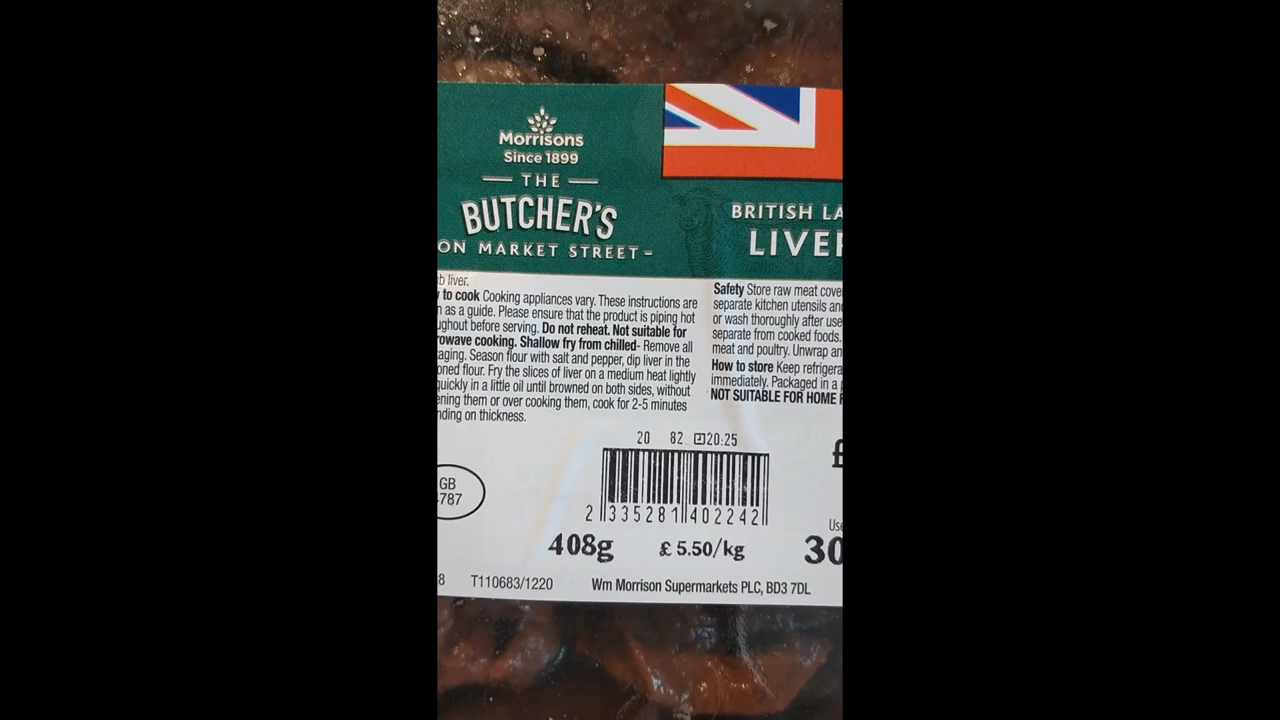 Morrisons
Since 1899
THE
BUTCHER'S
ON MARKET STREET
BRITISH LA
LIVE
b liver.
to cook Cooking appliances vary. These instructions are
as a guide. Please ensure that the product is piping hot
ughout before serving. Do not reheat. Not suitable for
rowave cooking. Shallow fry from chilled- Remove all
aging. Season flour with salt and pepper, dip liver in the
oned flour. Fry the slices of liver on a medium heat lightly
quickly in a little oil until browned on both sides, without
ening them or over cooking them, cook for 2-5 minutes
nding on thickness.
Safety Store raw meat cove
separate kitchen utensils an
or wash thoroughly after use
separate from cooked foods.
meat and poultry. Unwrap an
How to store Keep refrigera
immediately. Packaged in a
NOT SUITABLE FOR HOME
20 82 20:25
GB
787
2 335281 402242
£
408g £ 5.50/kg
Use
30
8 T110683/1220 Wm Morrison Supermarkets PLC, BD3 7DL